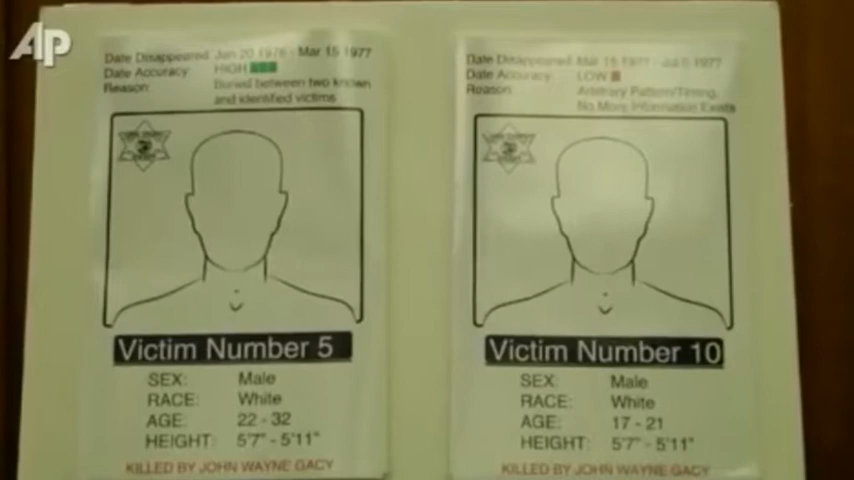 AP
Date Disappeared: Jan 20 1976 - Mar 15 1977
Date Accuracy: HIGH
Reason: Buried between two known
and identified victims
Victim Number 5
SEX: Male
RACE: White
AGE: 22 - 32
HEIGHT: 5'7" - 5'11"
KILLED BY JOHN WAYNE GACY
Date Disappeared: Mar 15 1977 - Jul 1977
Date Accuracy: LOW
Reason: Arbitrary Pattern/Timing,
No More Information Exists
Victim Number 10
SEX: Male
RACE: White
AGE: 17 - 21
HEIGHT: 5'7" - 5'11"
KILLED BY JOHN WAYNE GACY